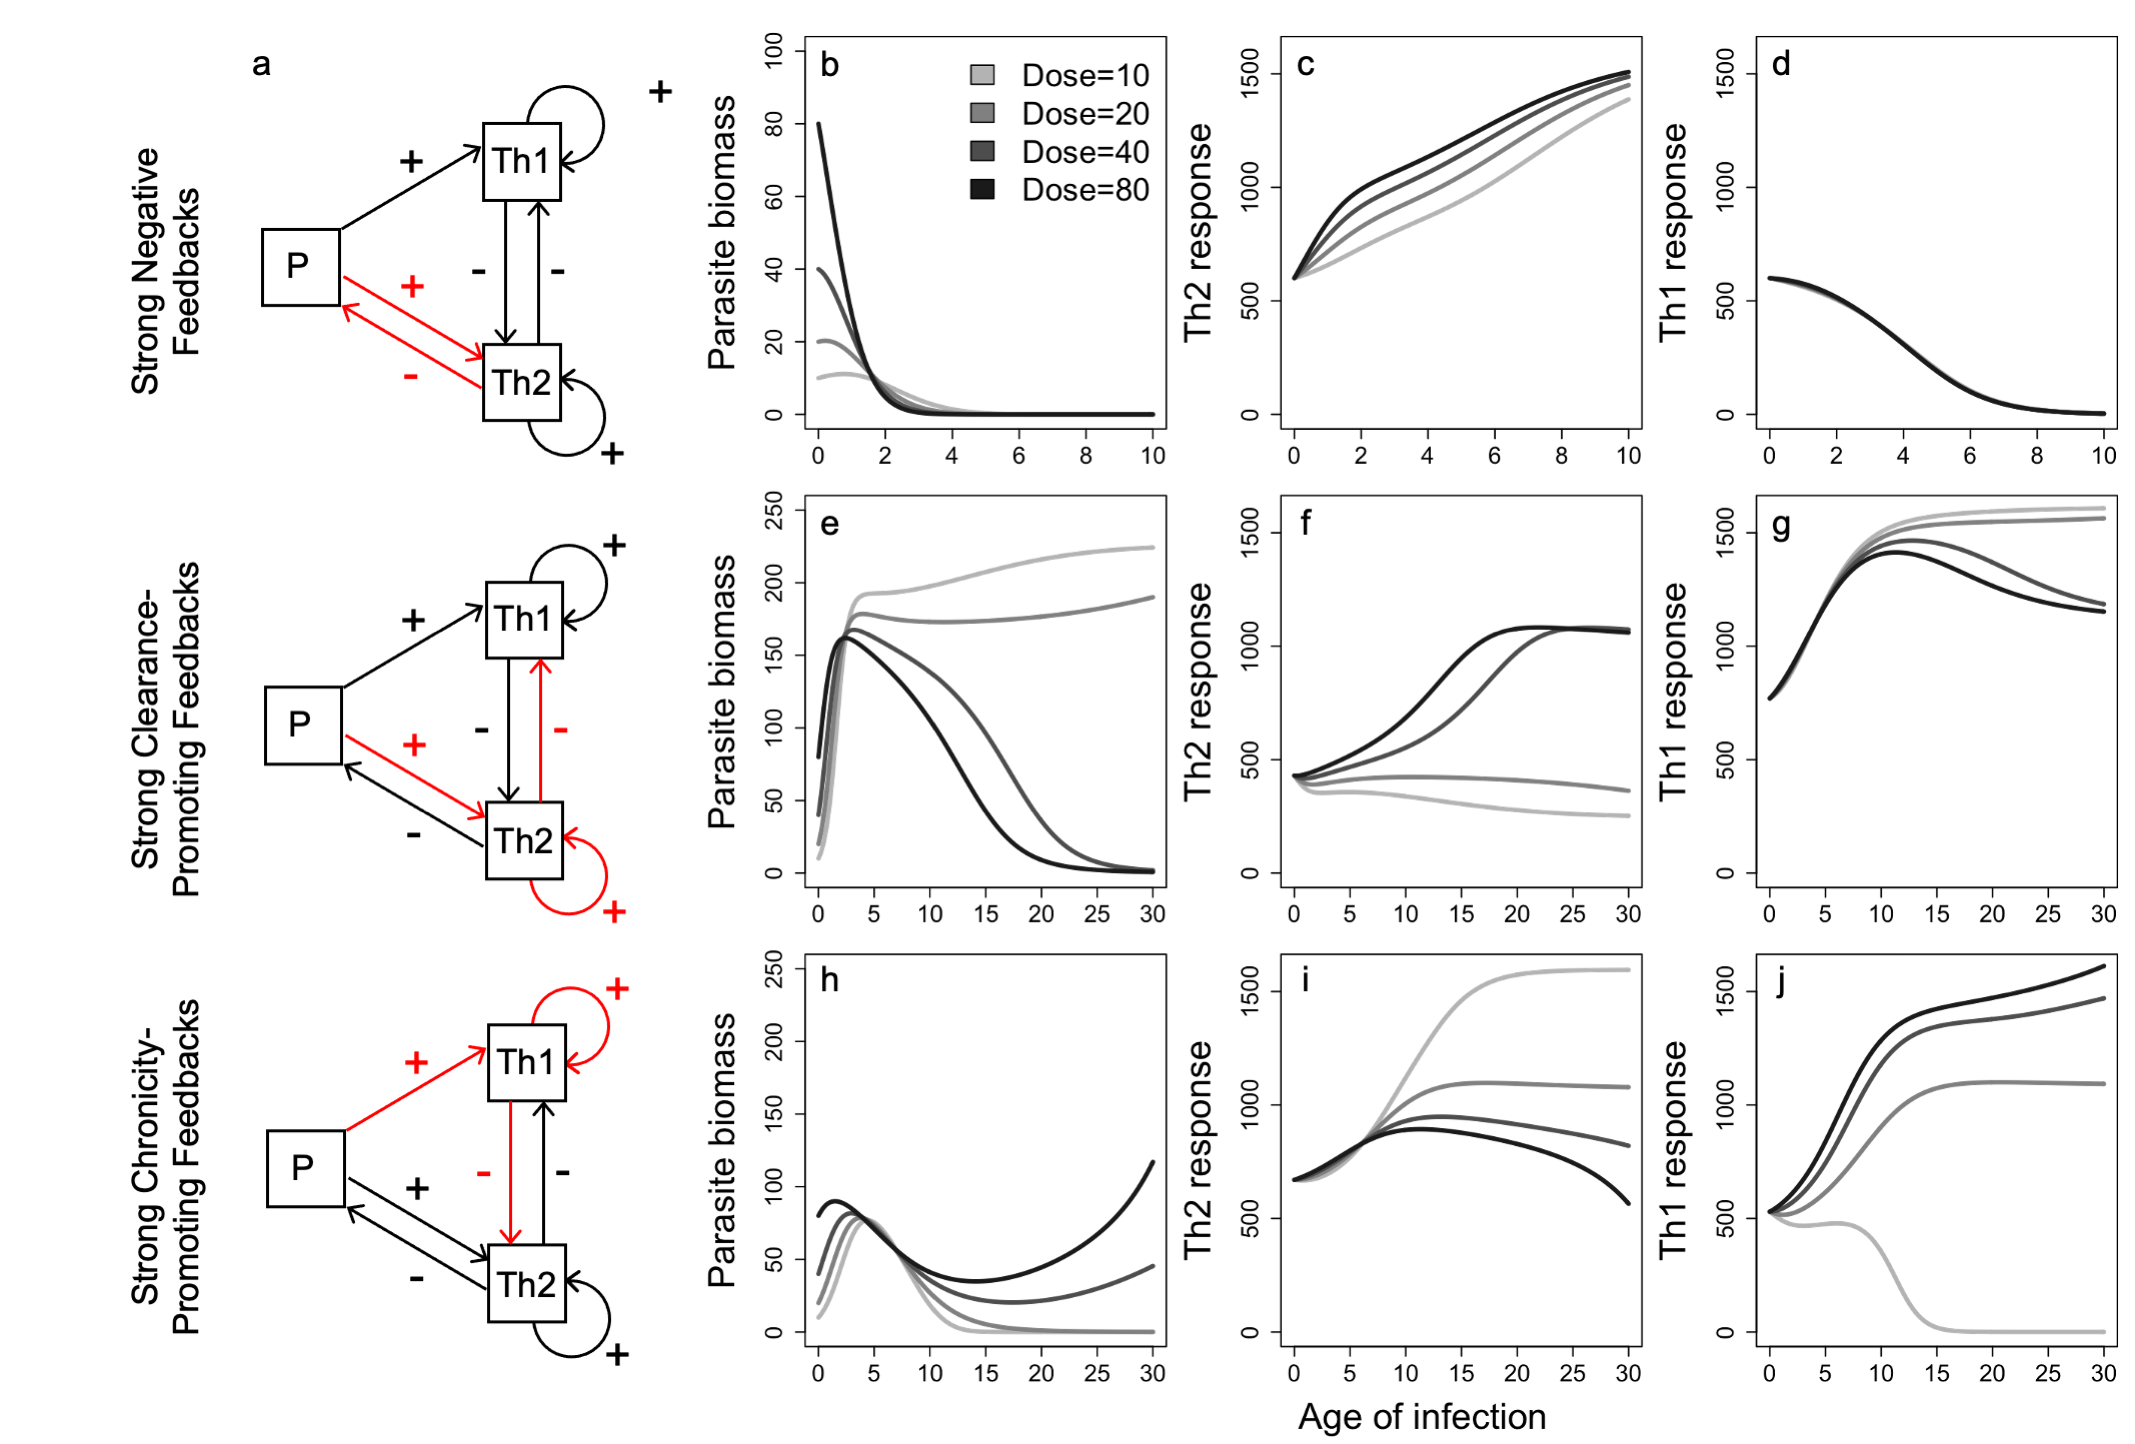 a
Strong Negative
Feedbacks
P
Th1
Th2
+
+
+
-
-
-
+
b
Dose=10
Dose=20
Dose=40
Dose=80
Parasite biomass
0 20 40 60 80 100
0 2 4 6 8 10
c
Th2 response
0 500 1000 1500
0 2 4 6 8 10
d
Th1 response
0 500 1000 1500
0 2 4 6 8 10
Strong Clearance-
Promoting Feedbacks
P
Th1
Th2
+
+
+
-
-
-
+
e
Parasite biomass
0 50 100 150 200 250
0 5 10 15 20 25 30
f
Th2 response
0 500 1000 1500
0 5 10 15 20 25 30
g
Th1 response
0 500 1000 1500
0 5 10 15 20 25 30
Strong Chronicity-
Promoting Feedbacks
P
Th1
Th2
+
+
+
-
-
-
+
h
Parasite biomass
0 50 100 150 200 250
0 5 10 15 20 25 30
i
Th2 response
0 500 1000 1500
0 5 10 15 20 25 30
j
Th1 response
0 500 1000 1500
0 5 10 15 20 25 30
Age of infection